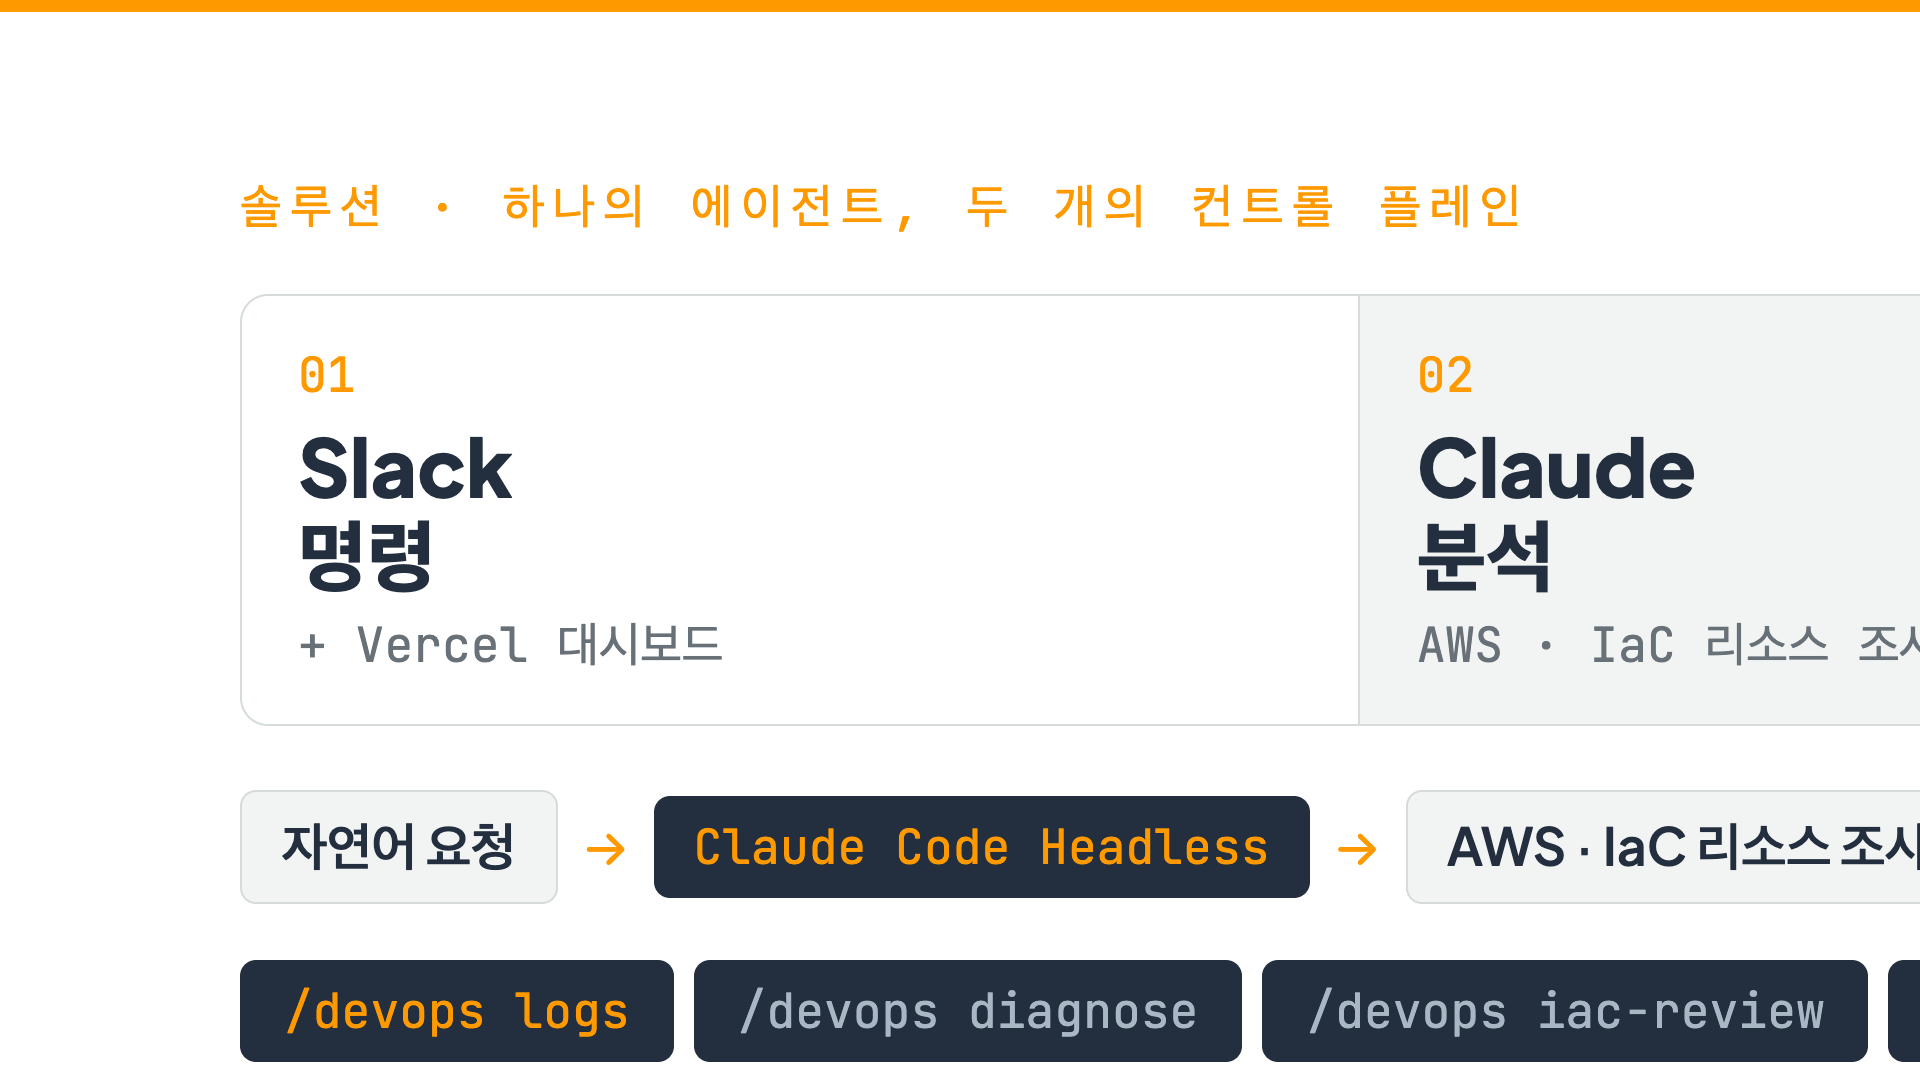 솔루션 · 하나의 에이전트, 두 개의 컨트롤 플레인
01
Slack
명령
+ Vercel 대시보드
02
Claude
분석
AWS · IaC 리소스
자연어 요청 → Claude Code Headless → AWS · IaC 리소스
/devops logs
/devops diagnose
/devops iac-review